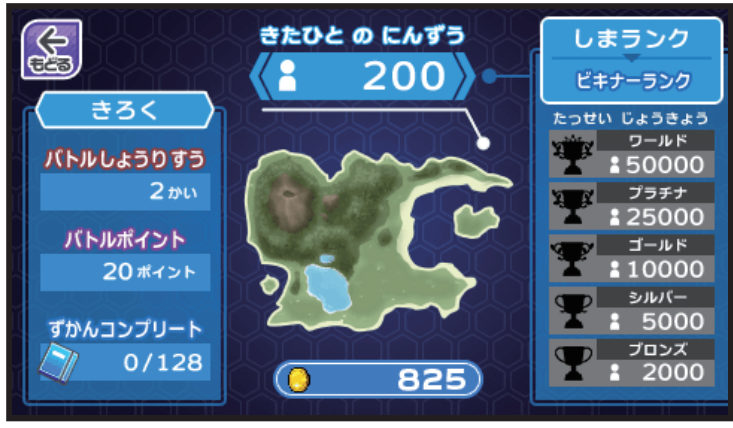 もどる
きたひと の にんずう
200
しまランク
ビキナーランク
きろく
バトルしょうりすう
2かい
バトルポイント
20ポイント
ずかんコンプリート
0/128
825
たっせい じょうきょう
ワールド
50000
プラチナ
25000
ゴールド
10000
シルバー
5000
ブロンズ
2000